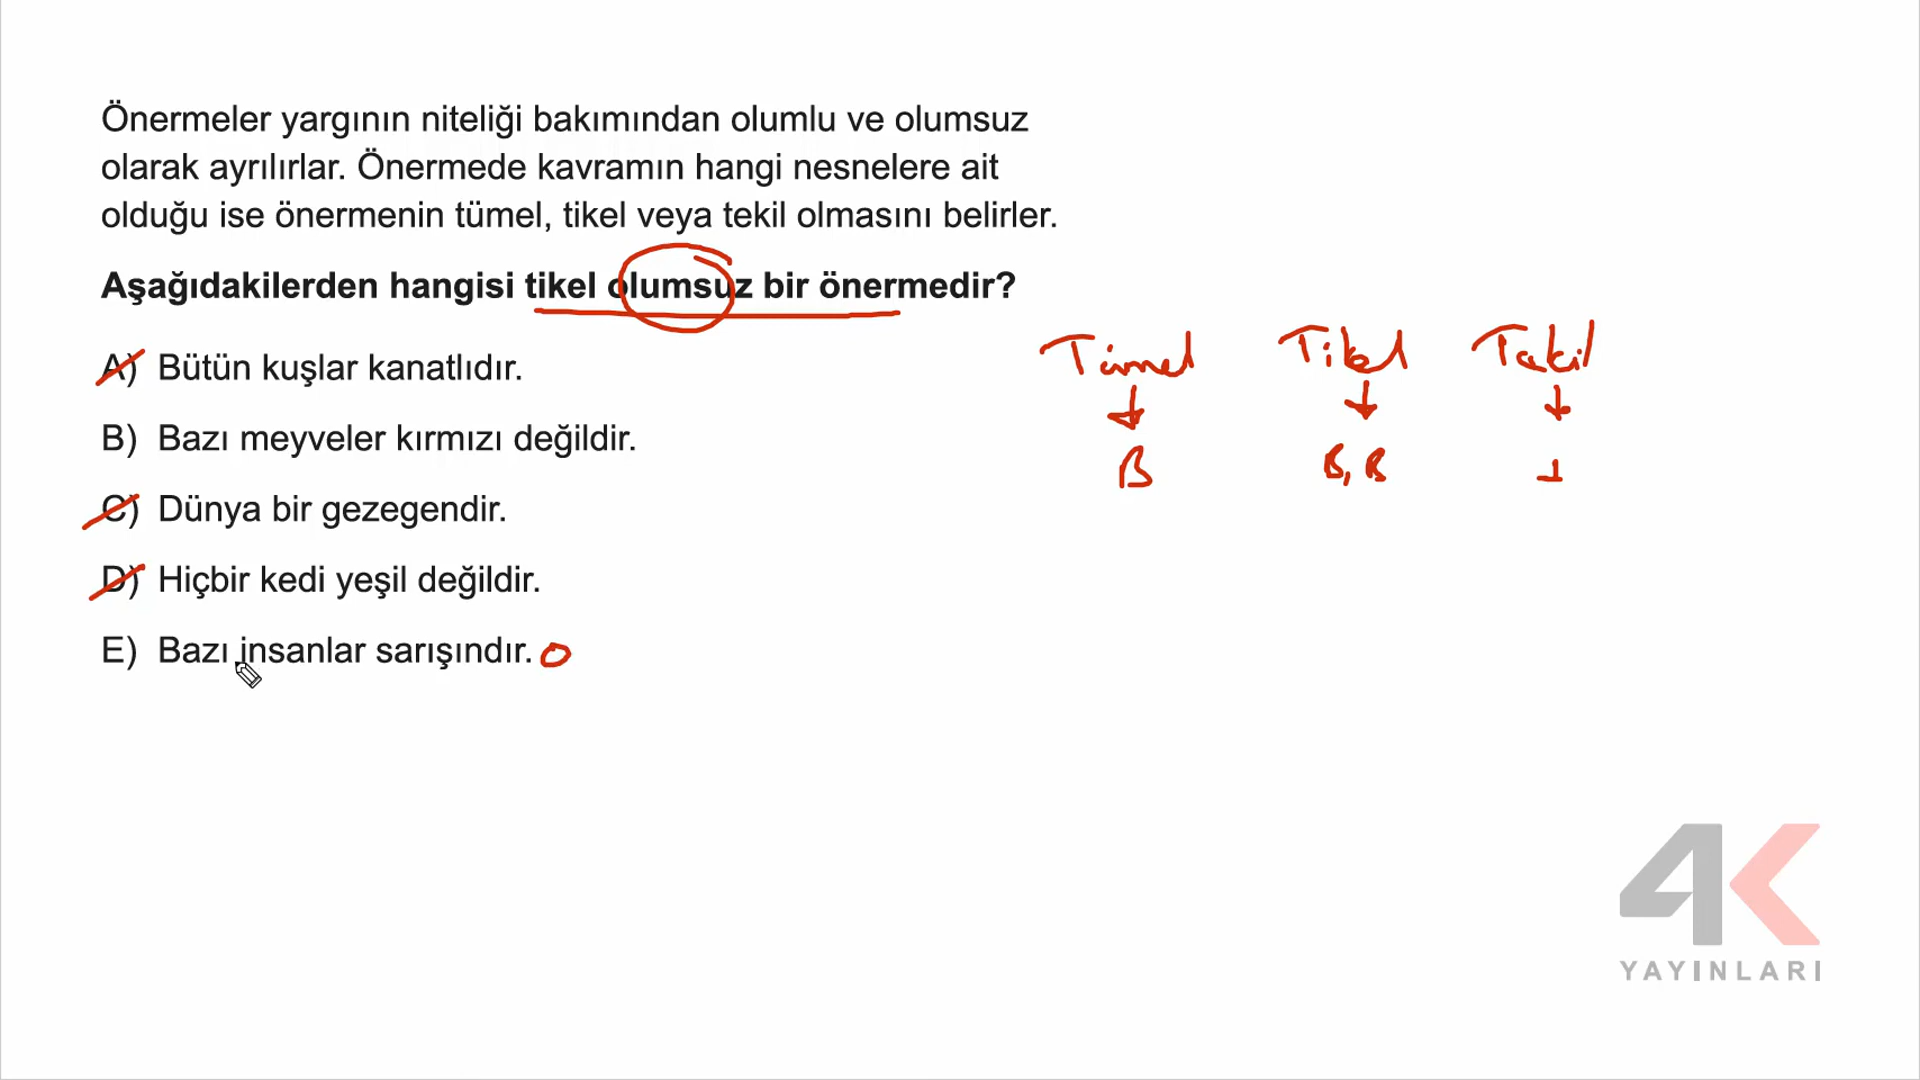 Önermeler yargının niteliği bakımından olumlu ve olumsuz
olarak ayrılırlar. Önermede kavramın hangi nesnelere ait
olduğu ise önermenin tümel, tikel veya tekil olmasını belirler.
Aşağıdakilerden hangisi tikel olumsuz bir önermedir?
A) Bütün kuşlar kanatlıdır.
B) Bazı meyveler kırmızı değildir.
C) Dünya bir gezegendir.
D) Hiçbir kedi yeşil değildir.
E) Bazı insanlar sarışındır. O
Tümel Tikel Tekil
B B, B 1
4K
YAYINLARI